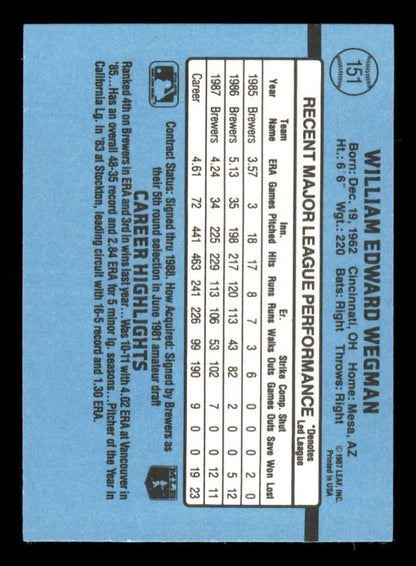 151
WILLIAM EDWARD WEGMAN
Born: Dec. 19, 1962 Cincinnati, OH Home: Mesa, AZ
Ht.: 6'6" Wgt.: 220 Bats: Right Throws: Right
© 1987 LEAF, INC.
Printed in USA
RECENT MAJOR LEAGUE PERFORMANCE *Denotes Led League
Team Inn. Er. Strike Comp. Shut
Year Name ERA Games Pitched Hits Runs Runs Walks Outs Games Outs Save Won Lost
1985 Brewers 3.57 3 18 17 8 7 3 6 0 0 0 2 0
1986 Brewers 5.13 35 198 217 120 113 43 82 2 0 0 5 12
1987 Brewers 4.24 34 225 229 113 106 53 102 7 0 0 12 11
Career 4.61 72 441 463 241 226 99 190 9 0 0 19 23
Contract Status: Signed thru 1988. How Acquired: Signed by Brewers as
their 5th round selection in June 1981 amateur draft
CAREER HIGHLIGHTS
Ranked 4th on Brewers in ERA and 3rd in wins last year... Was 10-11 with 4.02 ERA at Vancouver in
'85... Has an overall 48-35 record and 2.84 ERA for 5 minor lg. seasons... Pitcher of the Year in
California Lg. in '83 at Stockton, leading circuit with 16-5 record and 1.30 ERA.